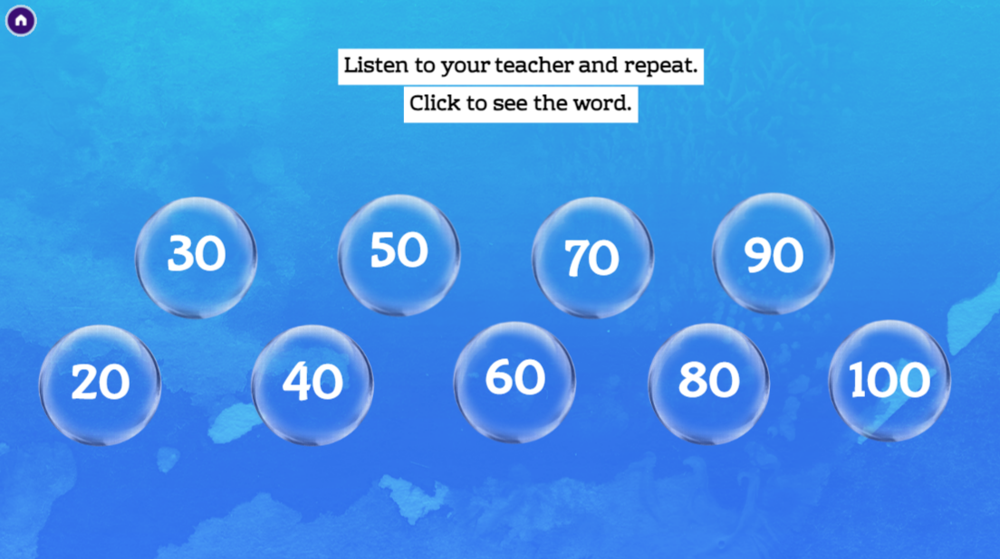 Listen to your teacher and repeat.
Click to see the word.
30 50 70 90
20 40 60 80 100